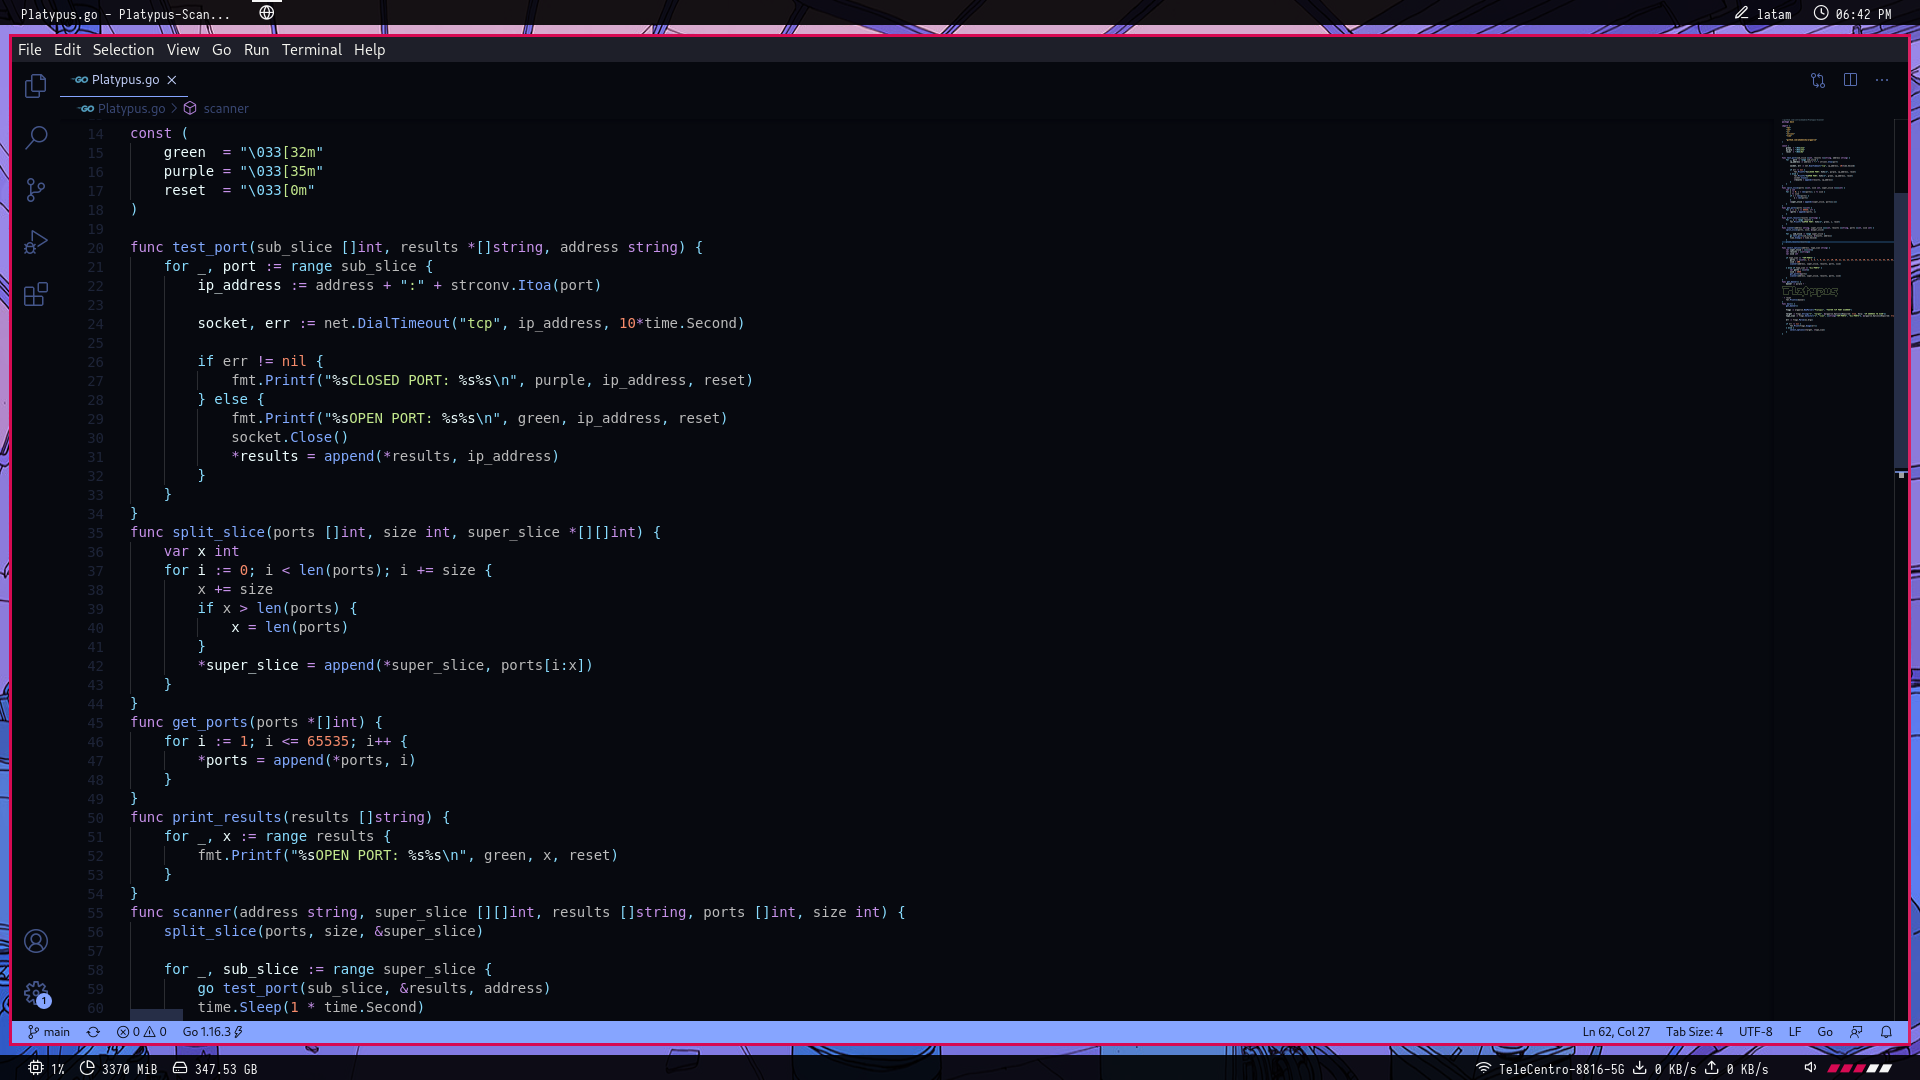 Platypus.go - Platypus-Scan...
latam
06:42 PM
File Edit Selection View Go Run Terminal Help
Platypus.go
Platypus.go > scanner
14 const (
15     green  = "\033[32m"
16     purple = "\033[35m"
17     reset  = "\033[0m"
18 )
19
20 func test_port(sub_slice []int, results *[]string, address string) {
21     for _, port := range sub_slice {
22         ip_address := address + ":" + strconv.Itoa(port)
23
24         socket, err := net.DialTimeout("tcp", ip_address, 10*time.Second)
25
26         if err != nil {
27             fmt.Printf("%sCLOSED PORT: %s%s\n", purple, ip_address, reset)
28         } else {
29             fmt.Printf("%sOPEN PORT: %s%s\n", green, ip_address, reset)
30             socket.Close()
31             *results = append(*results, ip_address)
32         }
33     }
34 }
35 func split_slice(ports []int, size int, super_slice *[][]int) {
36     var x int
37     for i := 0; i < len(ports); i += size {
38         x += size
39         if x > len(ports) {
40             x = len(ports)
41         }
42         *super_slice = append(*super_slice, ports[i:x])
43     }
44 }
45 func get_ports(ports *[]int) {
46     for i := 1; i <= 65535; i++ {
47         *ports = append(*ports, i)
48     }
49 }
50 func print_results(results []string) {
51     for _, x := range results {
52         fmt.Printf("%sOPEN PORT: %s%s\n", green, x, reset)
53     }
54 }
55 func scanner(address string, super_slice [][]int, results []string, ports []int, size int) {
56     split_slice(ports, size, &super_slice)
57
58     for _, sub_slice := range super_slice {
59         go test_port(sub_slice, &results, address)
60         time.Sleep(1 * time.Second)
Platypus
1
main 0 0 Go 1.16.3 Ln 62, Col 27 Tab Size: 4 UTF-8 LF Go
1% 3370 MiB 347.53 GB TeleCentro-8816-5G 0 KB/s 0 KB/s